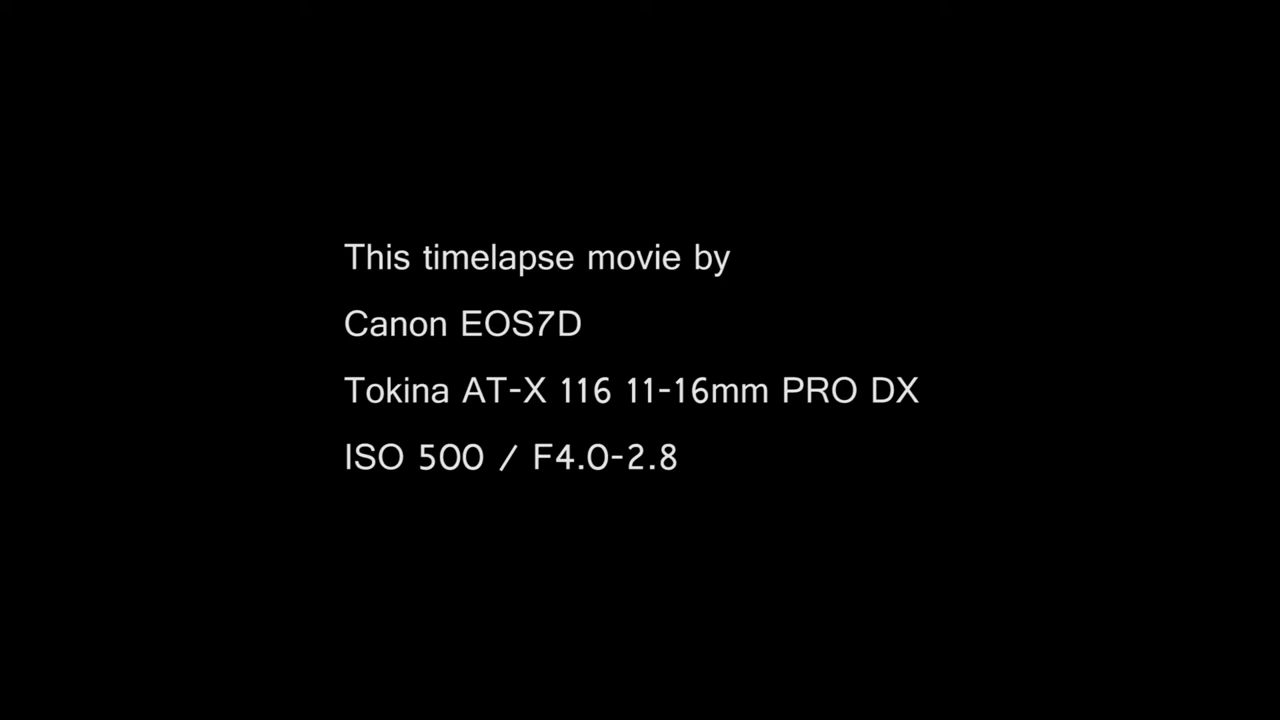 This timelapse movie by
Canon EOS7D
Tokina AT-X 116 11-16mm PRO DX
ISO 500 / F4.0-2.8